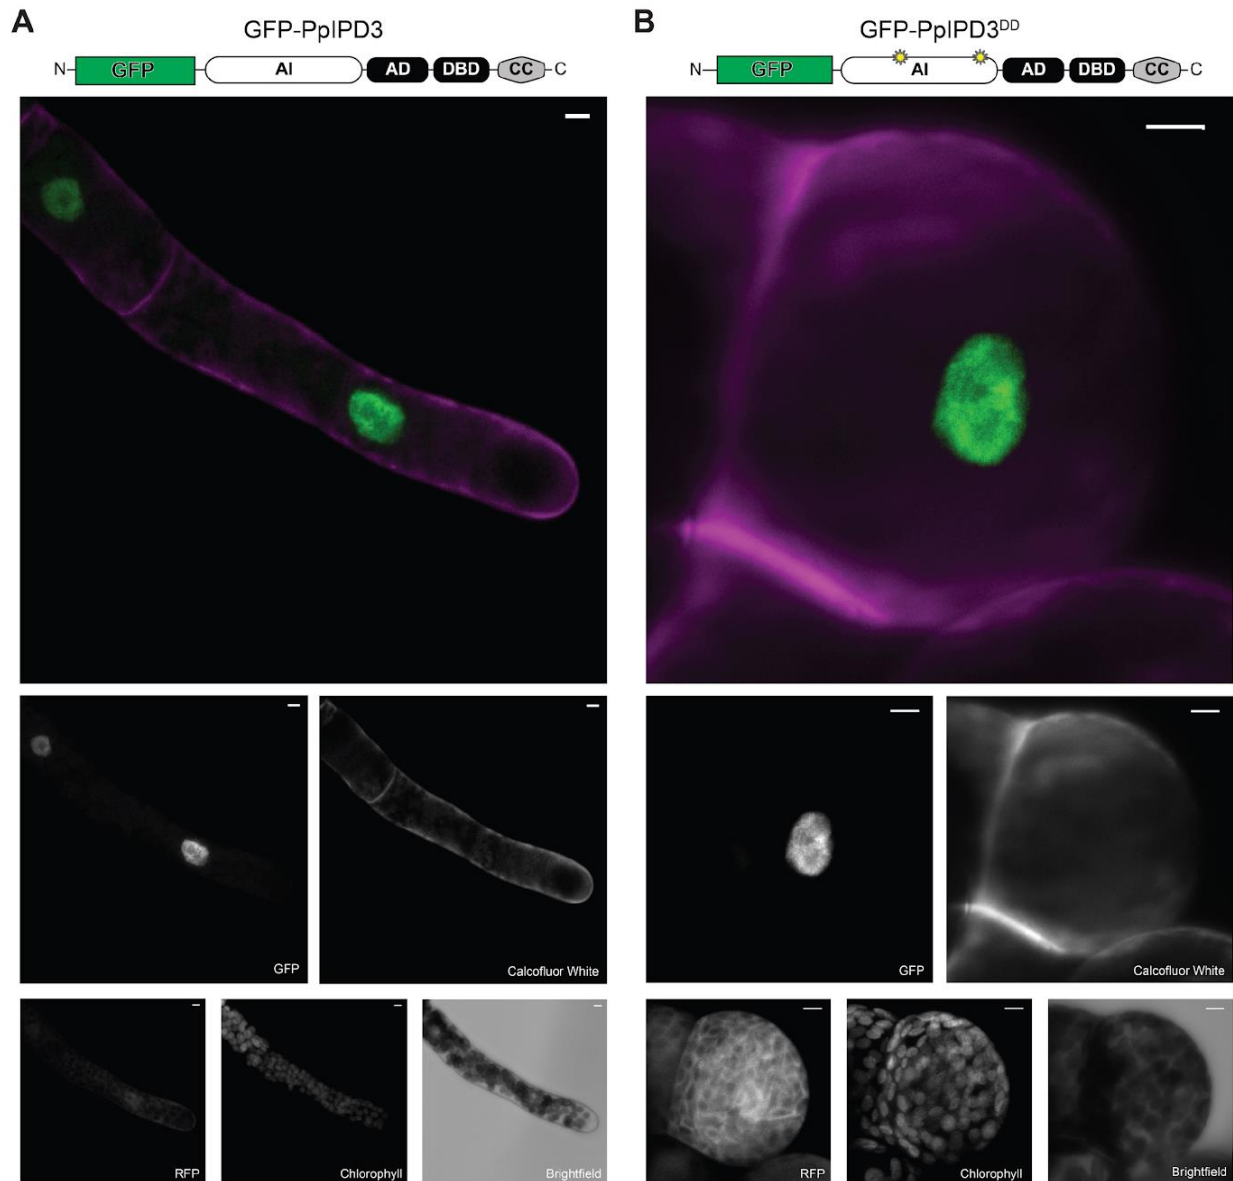 A
GFP-PpIPD3
N GFP AI AD DBD CC C
B
GFP-PpIPD3DD
N GFP AI AD DBD CC C
GFP
Calcofluor White
GFP
Calcofluor White
RFP
Chlorophyll
Brightfield
RFP
Chlorophyll
Brightfield